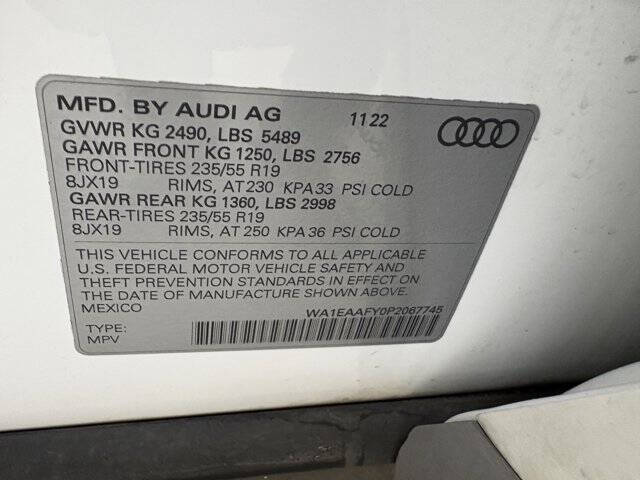 MFD. BY AUDI AG 1122
GVWR KG 2490, LBS 5489
GAWR FRONT KG 1250, LBS 2756
FRONT-TIRES 235/55 R19
8JX19 RIMS, AT 230 KPA 33 PSI COLD
GAWR REAR KG 1360, LBS 2998
REAR-TIRES 235/55 R19
8JX19 RIMS, AT 250 KPA 36 PSI COLD
THIS VEHICLE CONFORMS TO ALL APPLICABLE
U.S. FEDERAL MOTOR VEHICLE SAFETY AND
THEFT PREVENTION STANDARDS IN EFFECT ON
THE DATE OF MANUFACTURE SHOWN ABOVE.
MEXICO
WA1EAAFY0P2067745
TYPE:
MPV